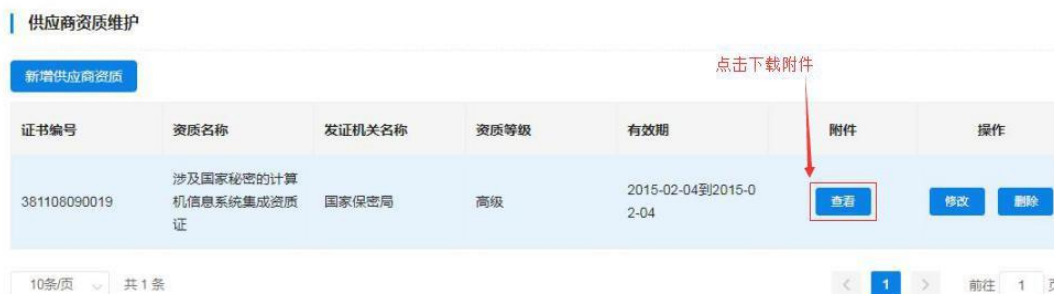 供应商资质维护
点击下载附件
新增供应商资质
证书编号 资质名称 发证机关名称 资质等级 有效期 附件 操作
涉及国家秘密的计算
381108090019 机信息系统集成资质 国家保密局 高级 2015-02-04到2015-0 查看 修改 删除
证 2-04
10条/页 共 1 条 < 1 > 前往 1 页